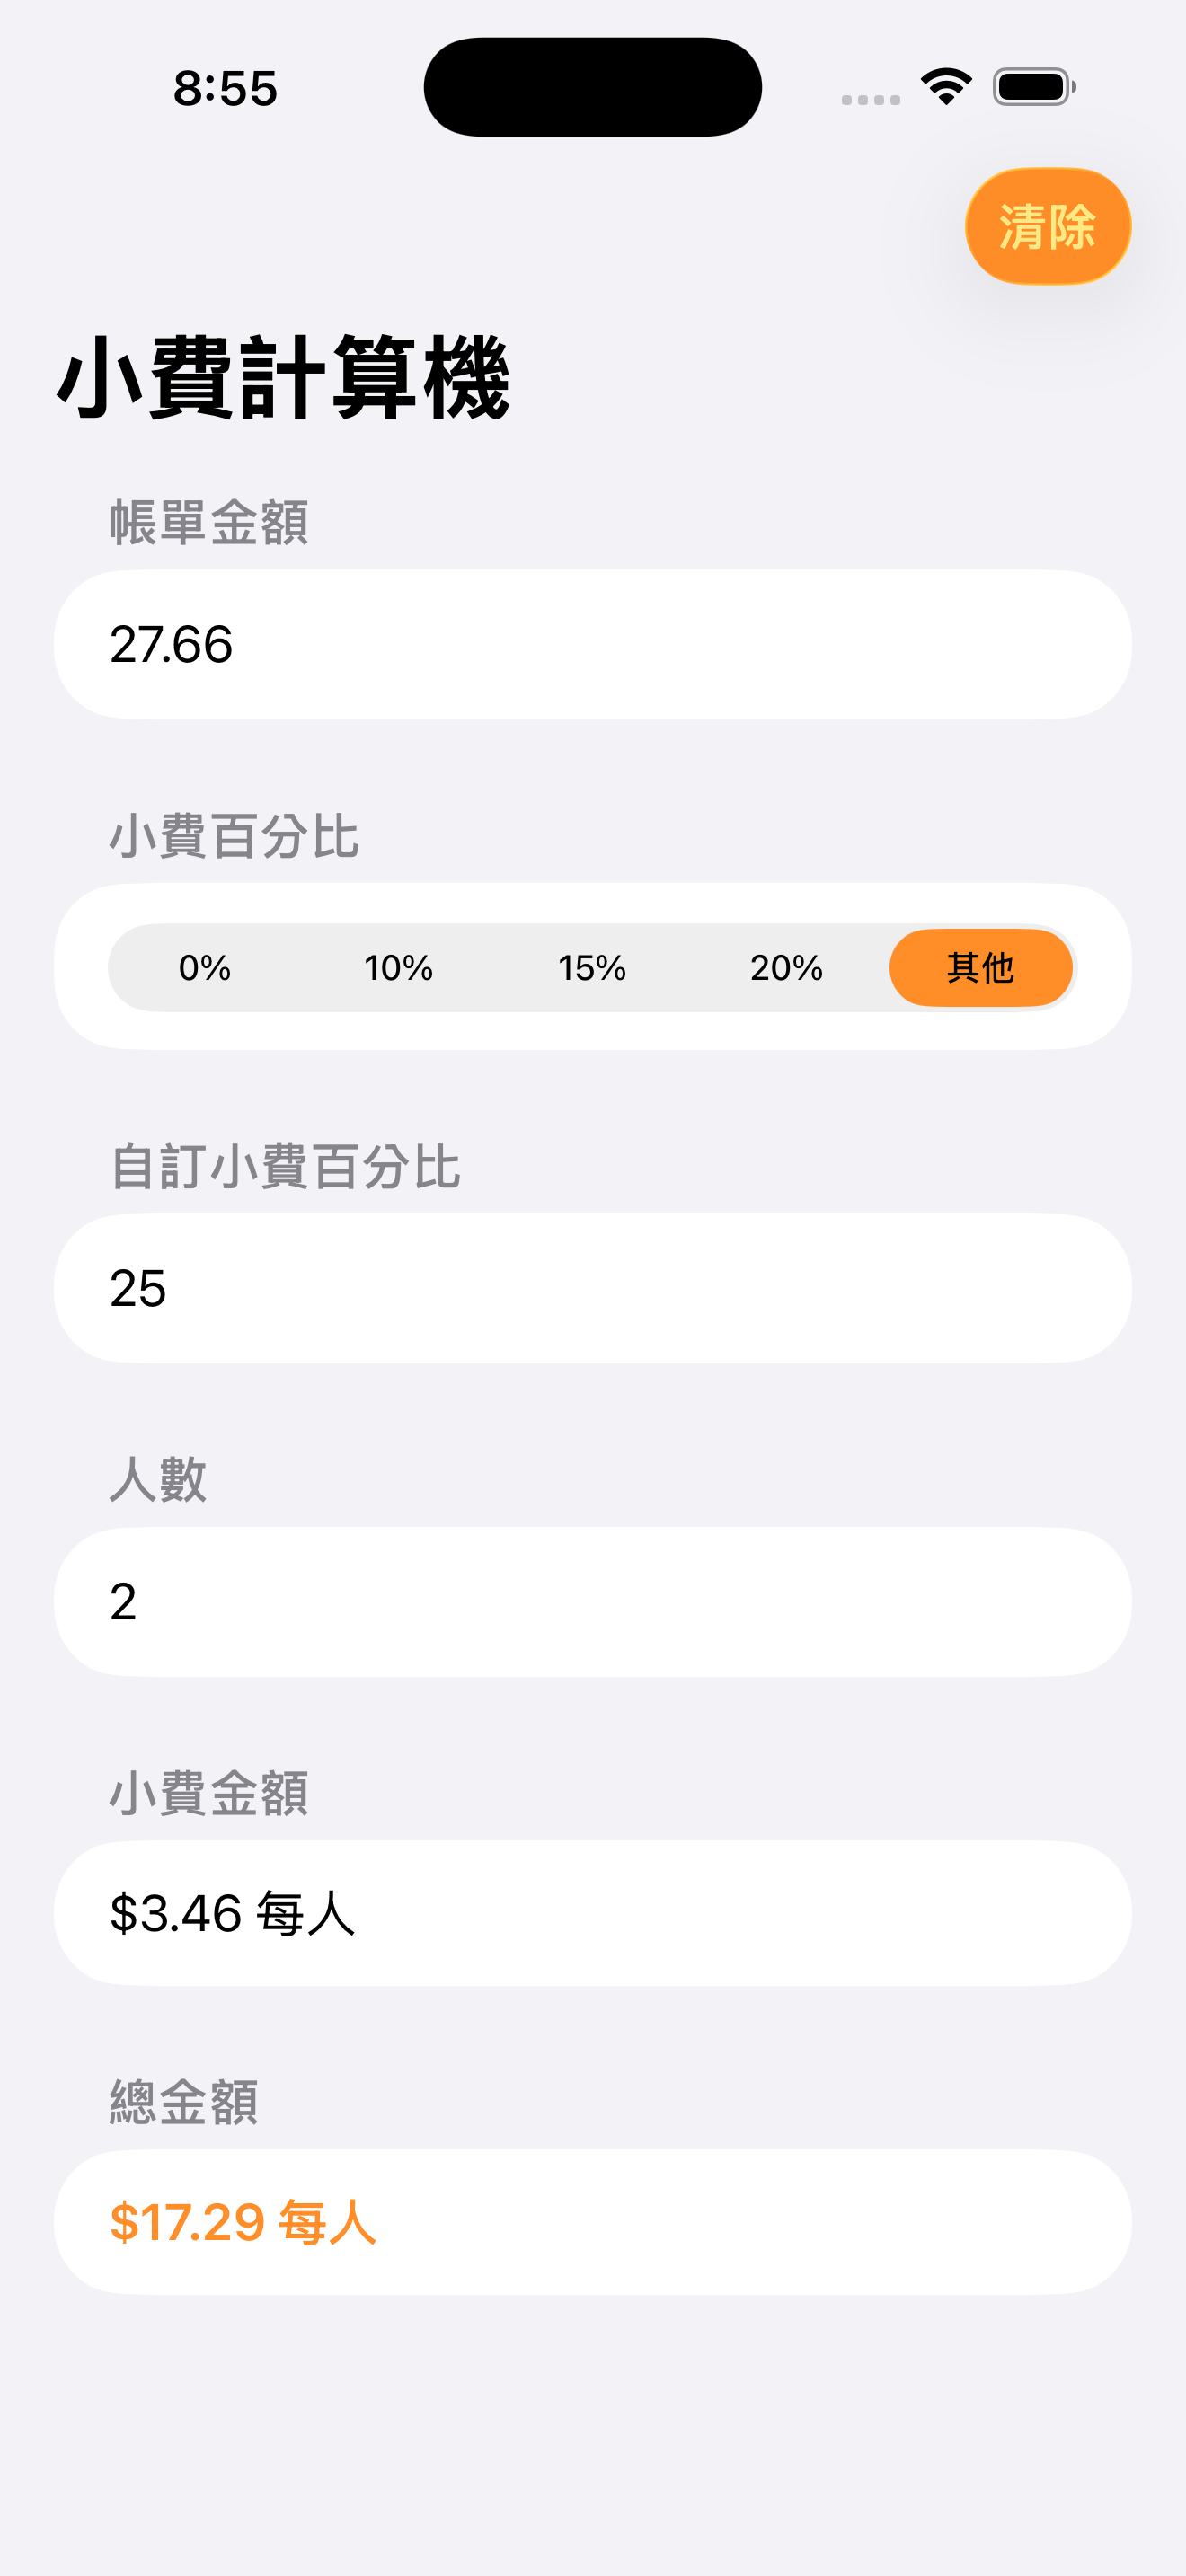 8:55
清除
小費計算機
帳單金額
27.66
小費百分比
0% 10% 15% 20% 其他
自訂小費百分比
25
人數
2
小費金額
$3.46 每人
總金額
$17.29 每人